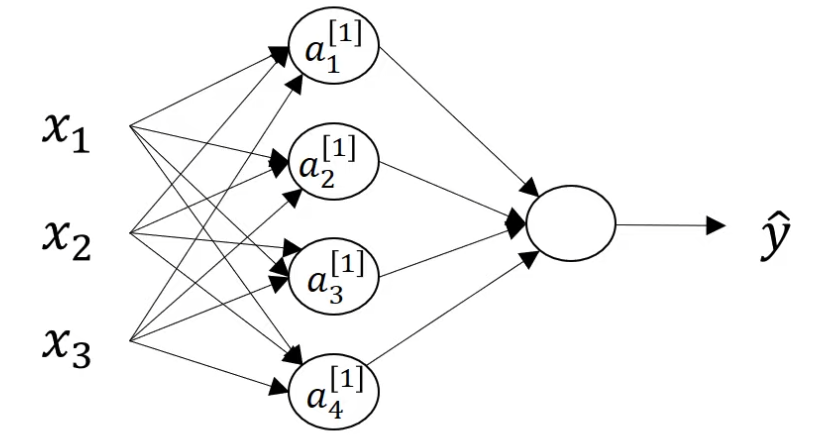 x₁
x₂
x₃
a₁^[1]
a₂^[1]
a₃^[1]
a₄^[1]
ŷ